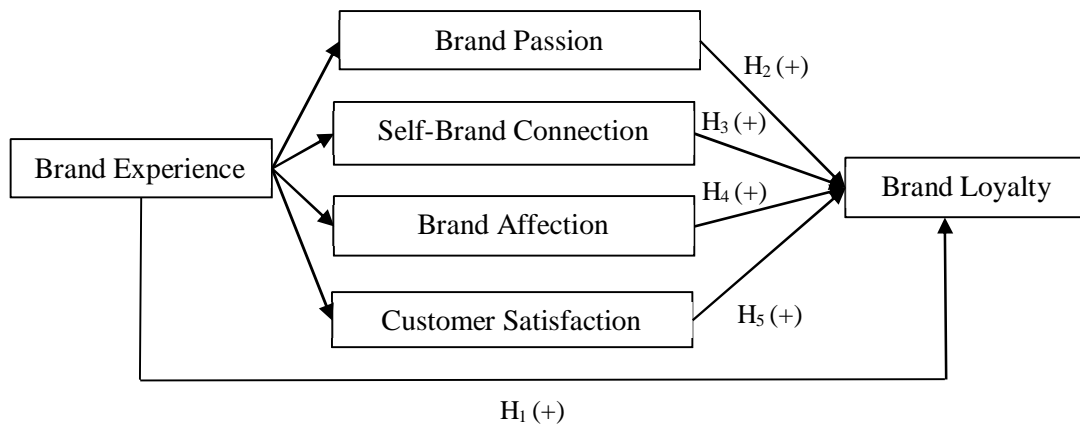 Brand Passion
H2 (+)
Self-Brand Connection
H3 (+)
Brand Experience
Brand Loyalty
H4 (+)
Brand Affection
Customer Satisfaction
H5 (+)
H1 (+)